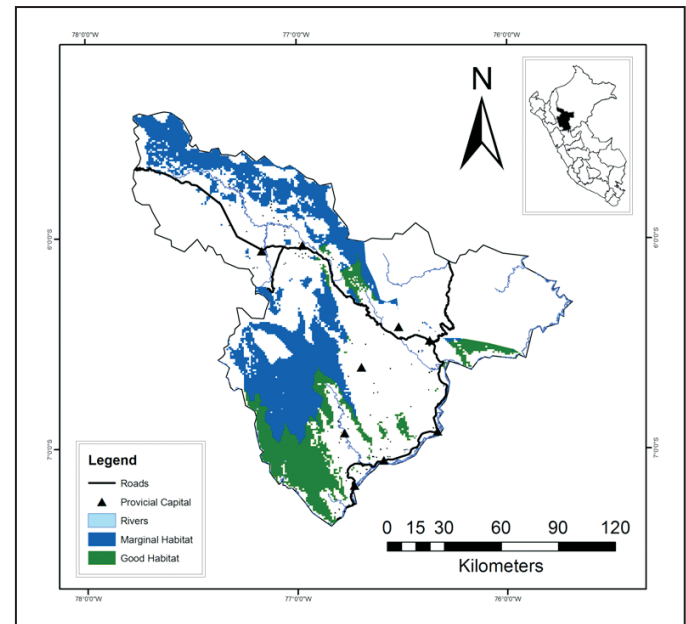 78°0'0"W 77°0'0"W 76°0'0"W
N
6°0'0"S 6°0'0"S
7°0'0"S 7°0'0"S
Legend
Roads
Provicial Capital
Rivers
Marginal Habitat
Good Habitat
0 15 30 60 90 120
Kilometers
78°0'0"W 77°0'0"W 76°0'0"W